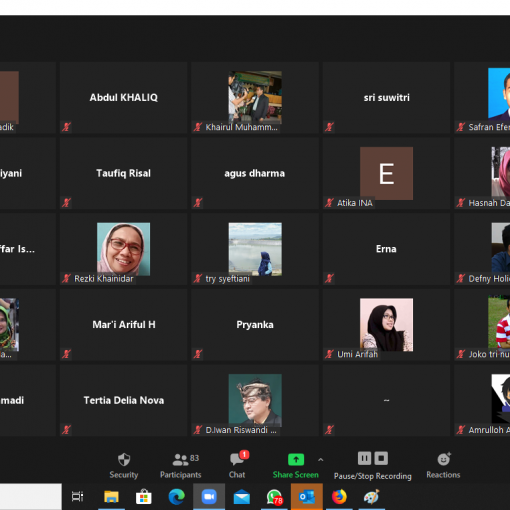 adik
Abdul KHALIQ
Khairul Muhamm...
sri suwitri
Safran Efer
iyani
Taufiq Risal
agus dharma
E
Atika INA
Hasnah Da
ffar Is...
Rezki Khainidar
try syeftiani
Erna
Defny Holi
a...
Mar'i Ariful H
Pryanka
Umi Arifah
Joko tri nu
madi
Tertia Delia Nova
D.Iwan Riswandi ...
~
Amrulloh A
83
1
Security
Participants
Chat
Share Screen
Pause/Stop Recording
Reactions
78